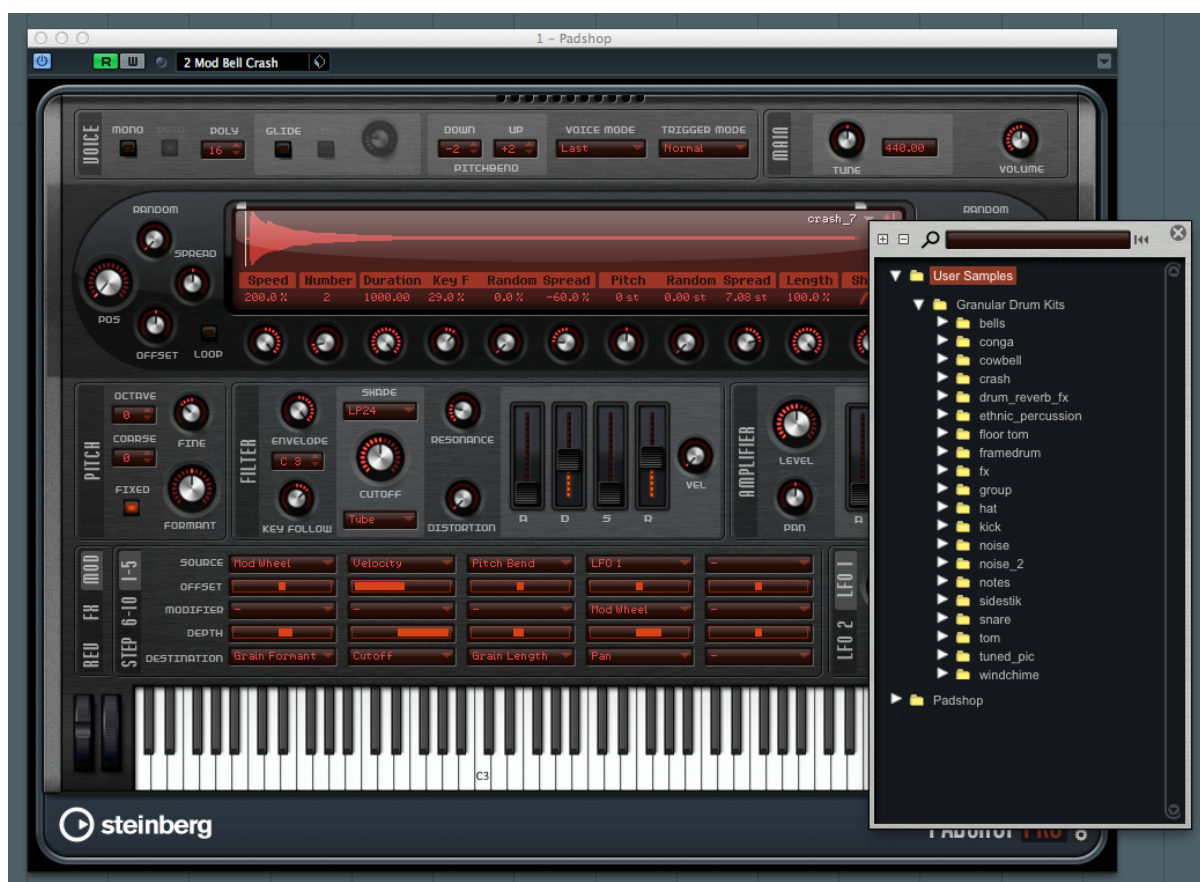 1 – Padshop
R W 2 Mod Bell Crash
VOICE MONO POLY GLIDE DOWN UP VOICE MODE TRIGGER MODE MAIN
16 -2 +2 Last Normal 440.00
PITCHBEND TUNE VOLUME
RANDOM crash_7 RANDOM
SPREAD
Speed Number Duration Key F Random Spread Pitch Random Spread Length Sh
200.0 % 2 1000.00 29.0 % 0.0 % -60.0 % 0 st 0.00 st 7.08 st 100.0 %
POS
OFFSET LOOP
PITCH OCTAVE 0 FINE
COARSE 0
FIXED FORMANT
FILTER ENVELOPE SHAPE LP24 RESONANCE
C 3 CUTOFF VEL
KEY FOLLOW Tube DISTORTION A D S R
AMPLIFIER LEVEL
PAN A
MOD FX REV
STEP 6-10 1-5
SOURCE Mod Wheel Velocity Pitch Bend LFO 1 -
OFFSET
MODIFIER - - - Mod Wheel -
DEPTH
DESTINATION Grain Formant Cutoff Grain Length Pan -
LFO 1
LFO 2
C3
steinberg
User Samples
Granular Drum Kits
bells
conga
cowbell
crash
drum_reverb_fx
ethnic_percussion
floor tom
framedrum
fx
group
hat
kick
noise
noise_2
notes
sidestik
snare
tom
tuned_pic
windchime
Padshop